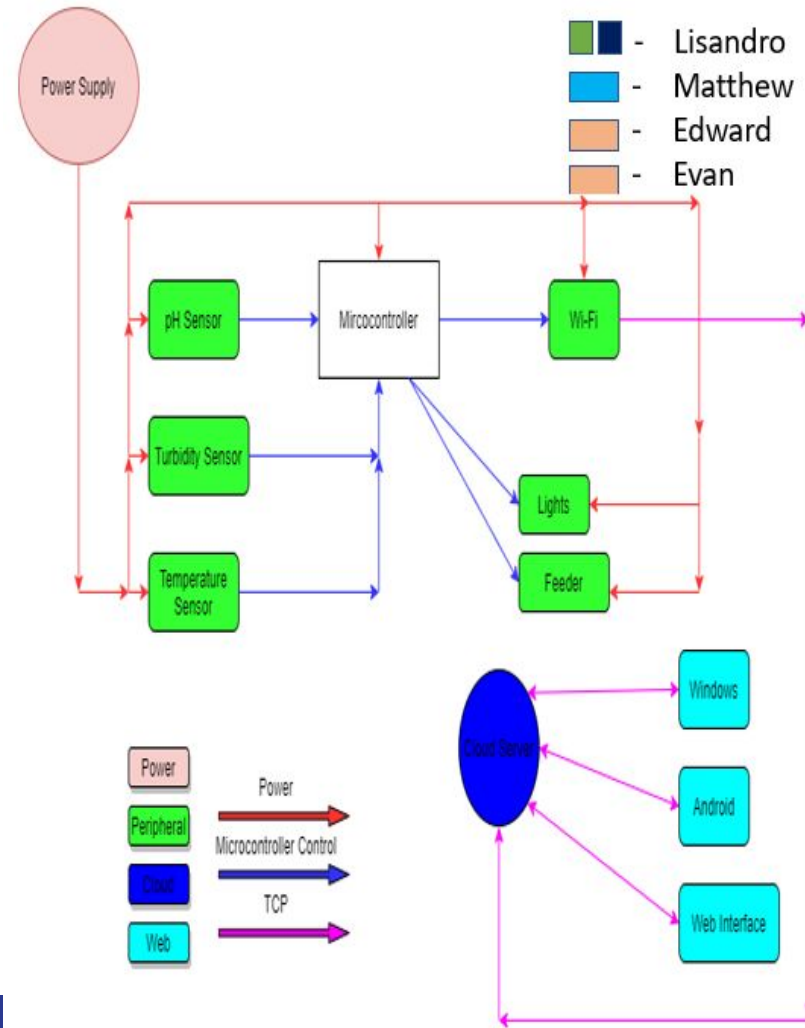 - Lisandro
- Matthew
- Edward
- Evan
Power Supply
pH Sensor
Mircocontroller
Wi-Fi
Turbidity Sensor
Lights
Temperature
Sensor
Feeder
Windows
Cloud Server
Android
Web Interface
Power
Peripheral
Cloud
Web
Power
Microcontroller Control
TCP